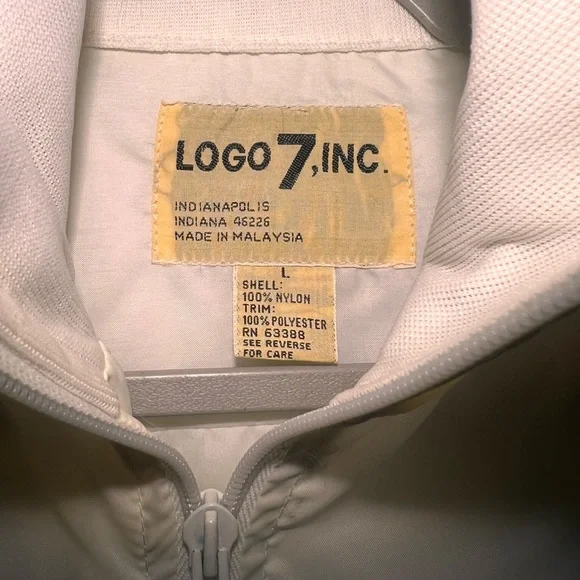 LOGO 7, INC.
INDIANAPOLIS
INDIANA 46226
MADE IN MALAYSIA
L
SHELL:
100% NYLON
TRIM:
100% POLYESTER
RN 63388
SEE REVERSE
FOR CARE